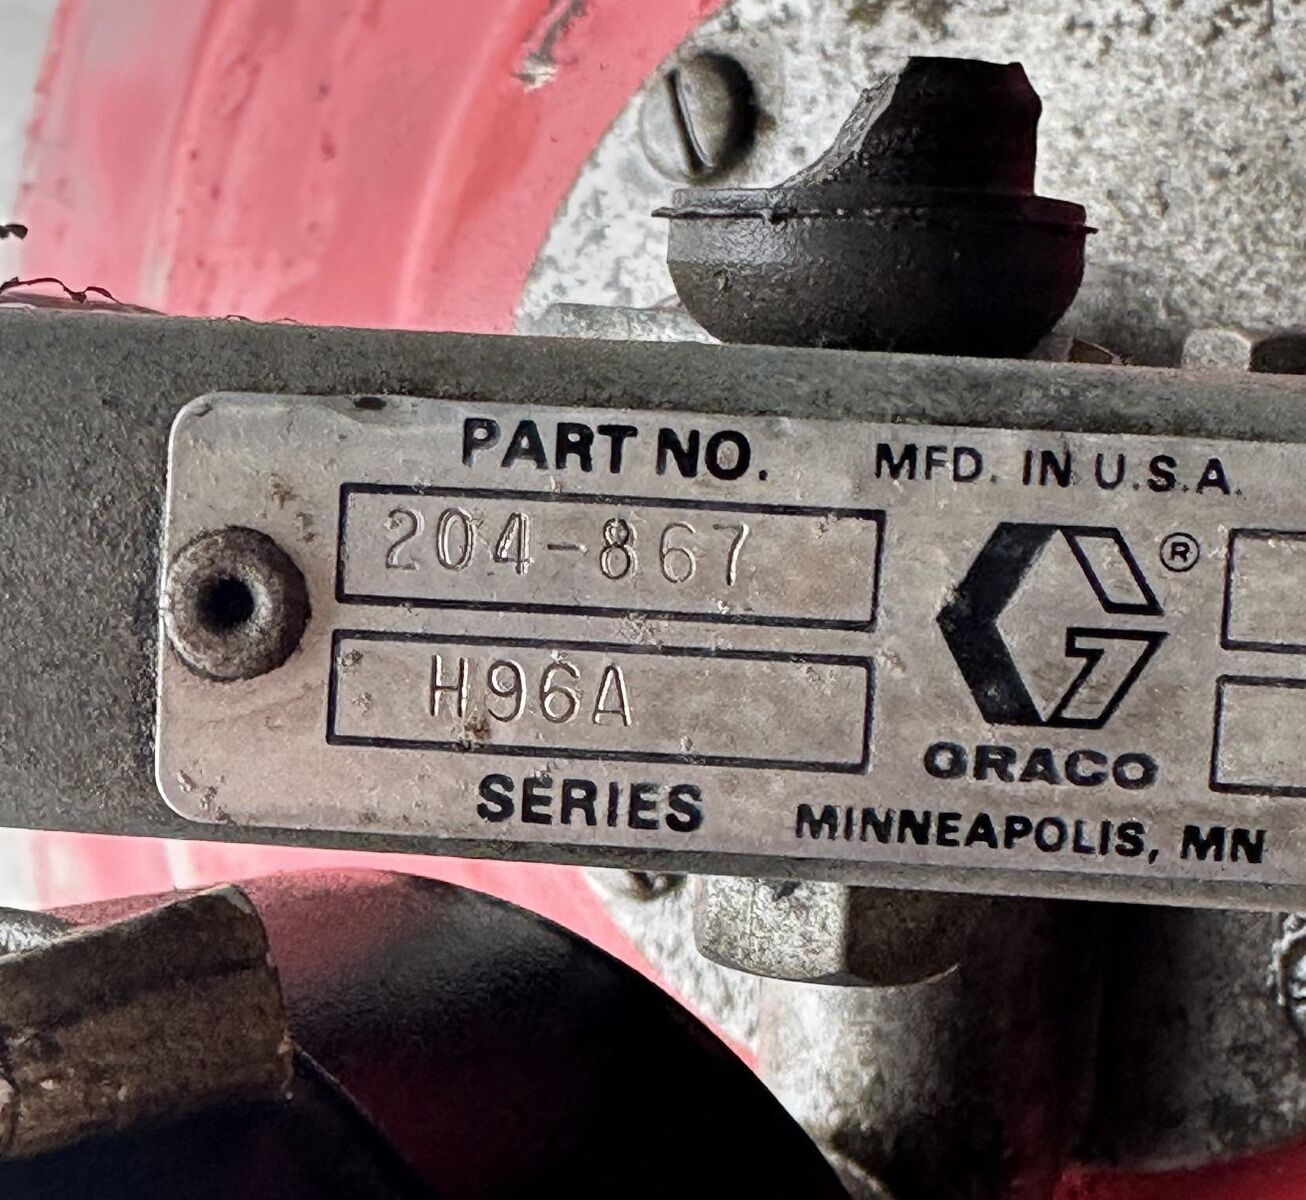 PART NO.
204-867
H96A
SERIES
MFD. IN U.S.A.
®
GRACO
MINNEAPOLIS, MN